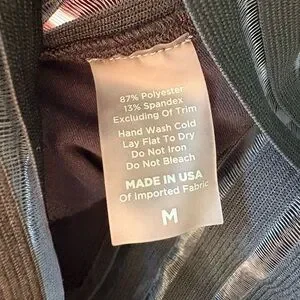 87% Polyester
13% Spandex
Excluding Of Trim
Hand Wash Cold
Lay Flat To Dry
Do Not Iron
Do Not Bleach
MADE IN USA
Of Imported Fabric
M